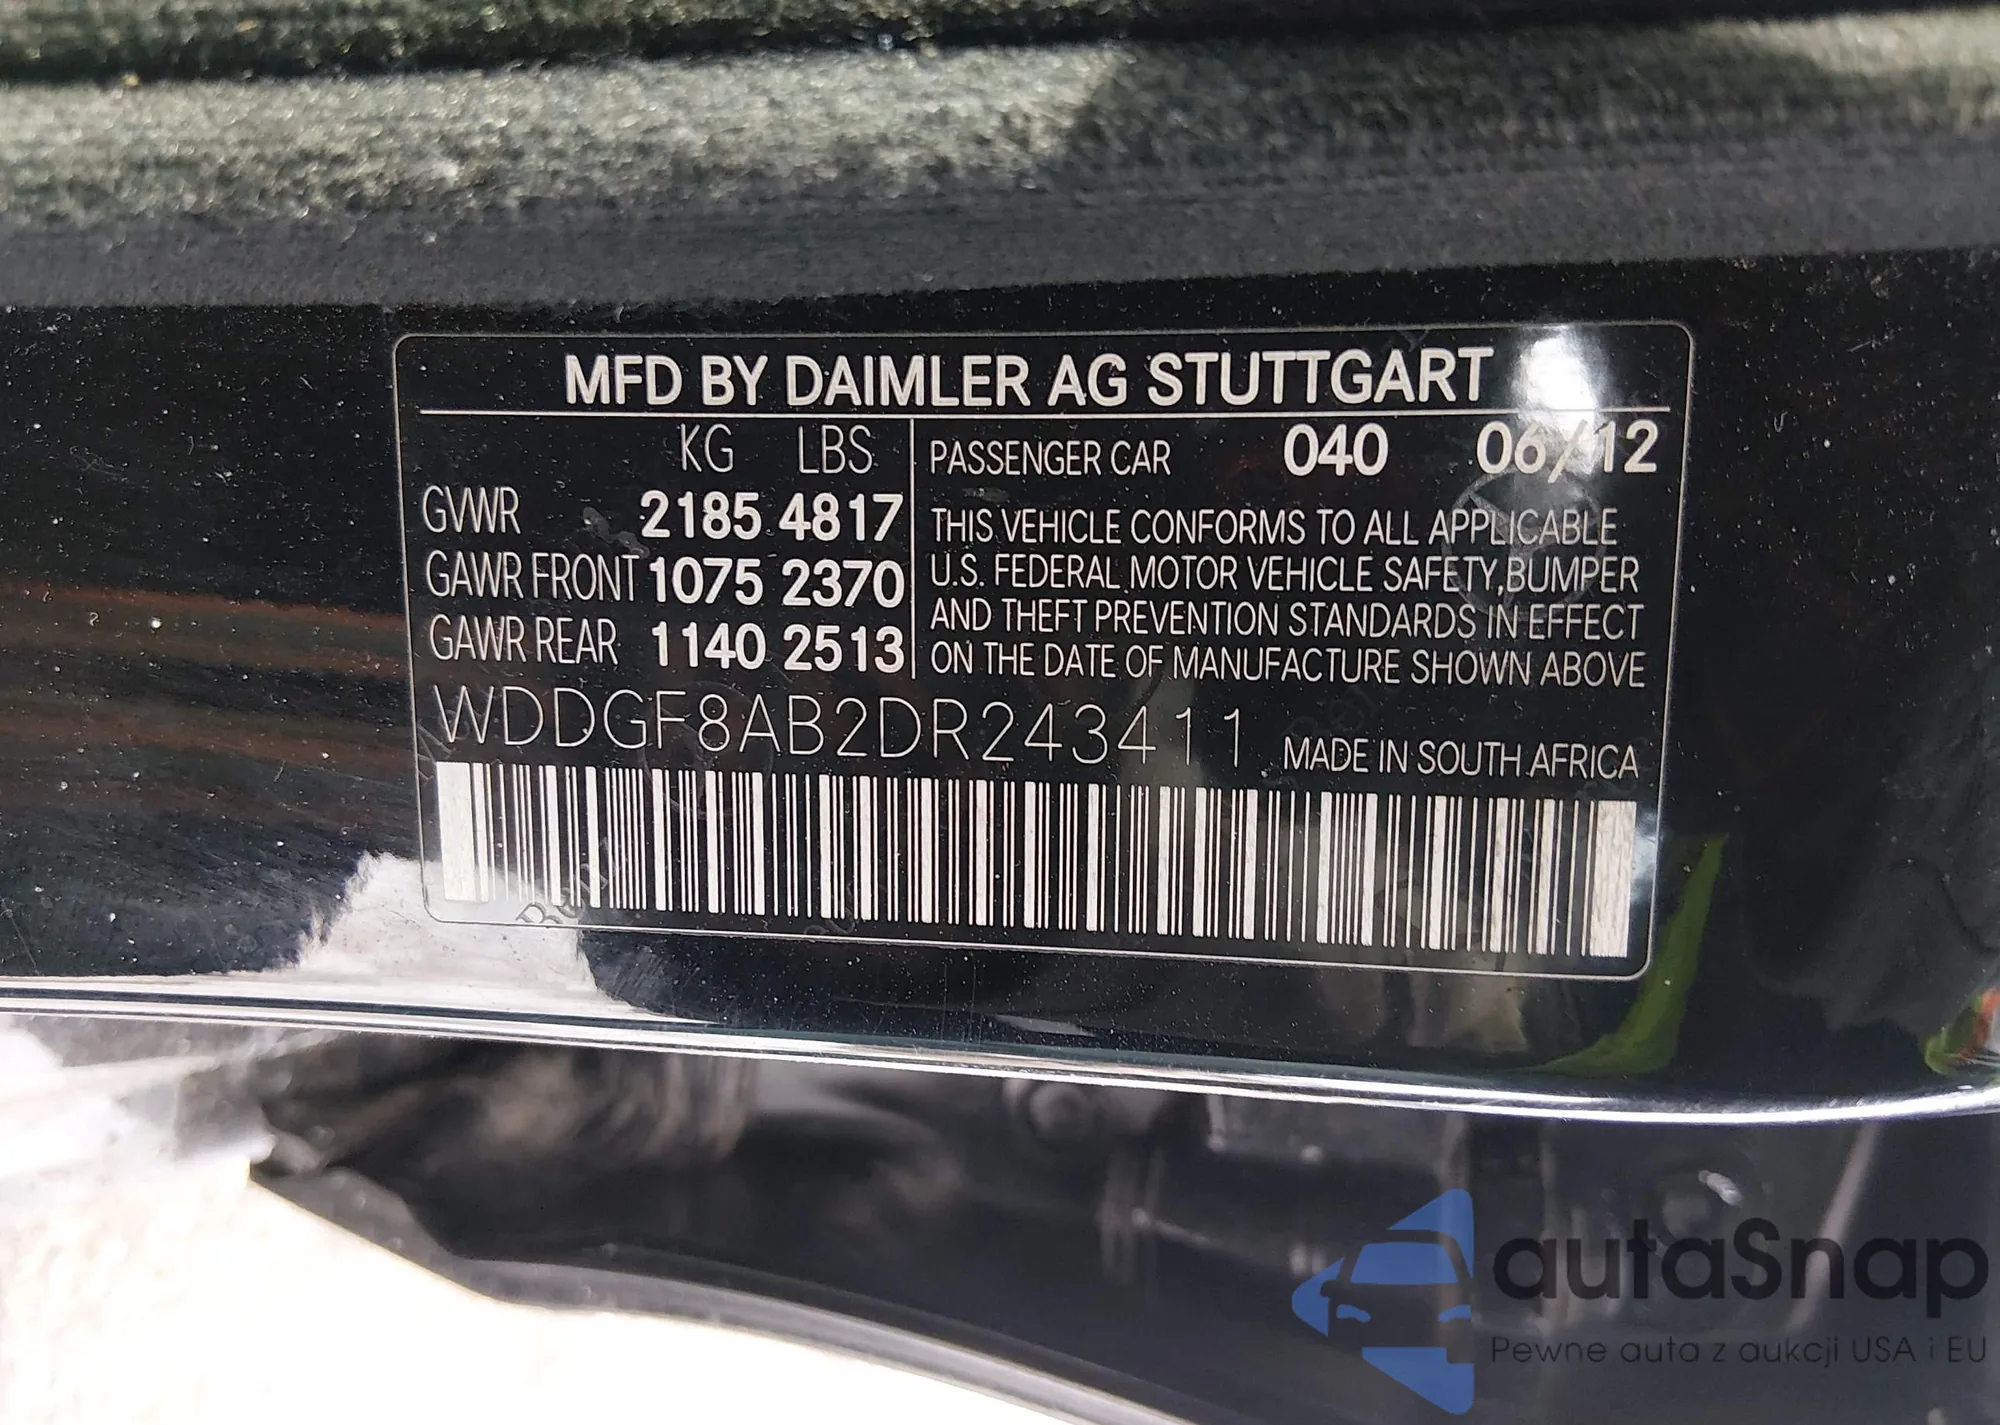 MFD BY DAIMLER AG STUTTGART
KG LBS
GVWR 2185 4817
GAWR FRONT 1075 2370
GAWR REAR 1140 2513
PASSENGER CAR 040 06/12
THIS VEHICLE CONFORMS TO ALL APPLICABLE
U.S. FEDERAL MOTOR VEHICLE SAFETY,BUMPER
AND THEFT PREVENTION STANDARDS IN EFFECT
ON THE DATE OF MANUFACTURE SHOWN ABOVE
WDDGF8AB2DR243411 MADE IN SOUTH AFRICA
autaSnap
Pewne auta z aukcji USA i EU